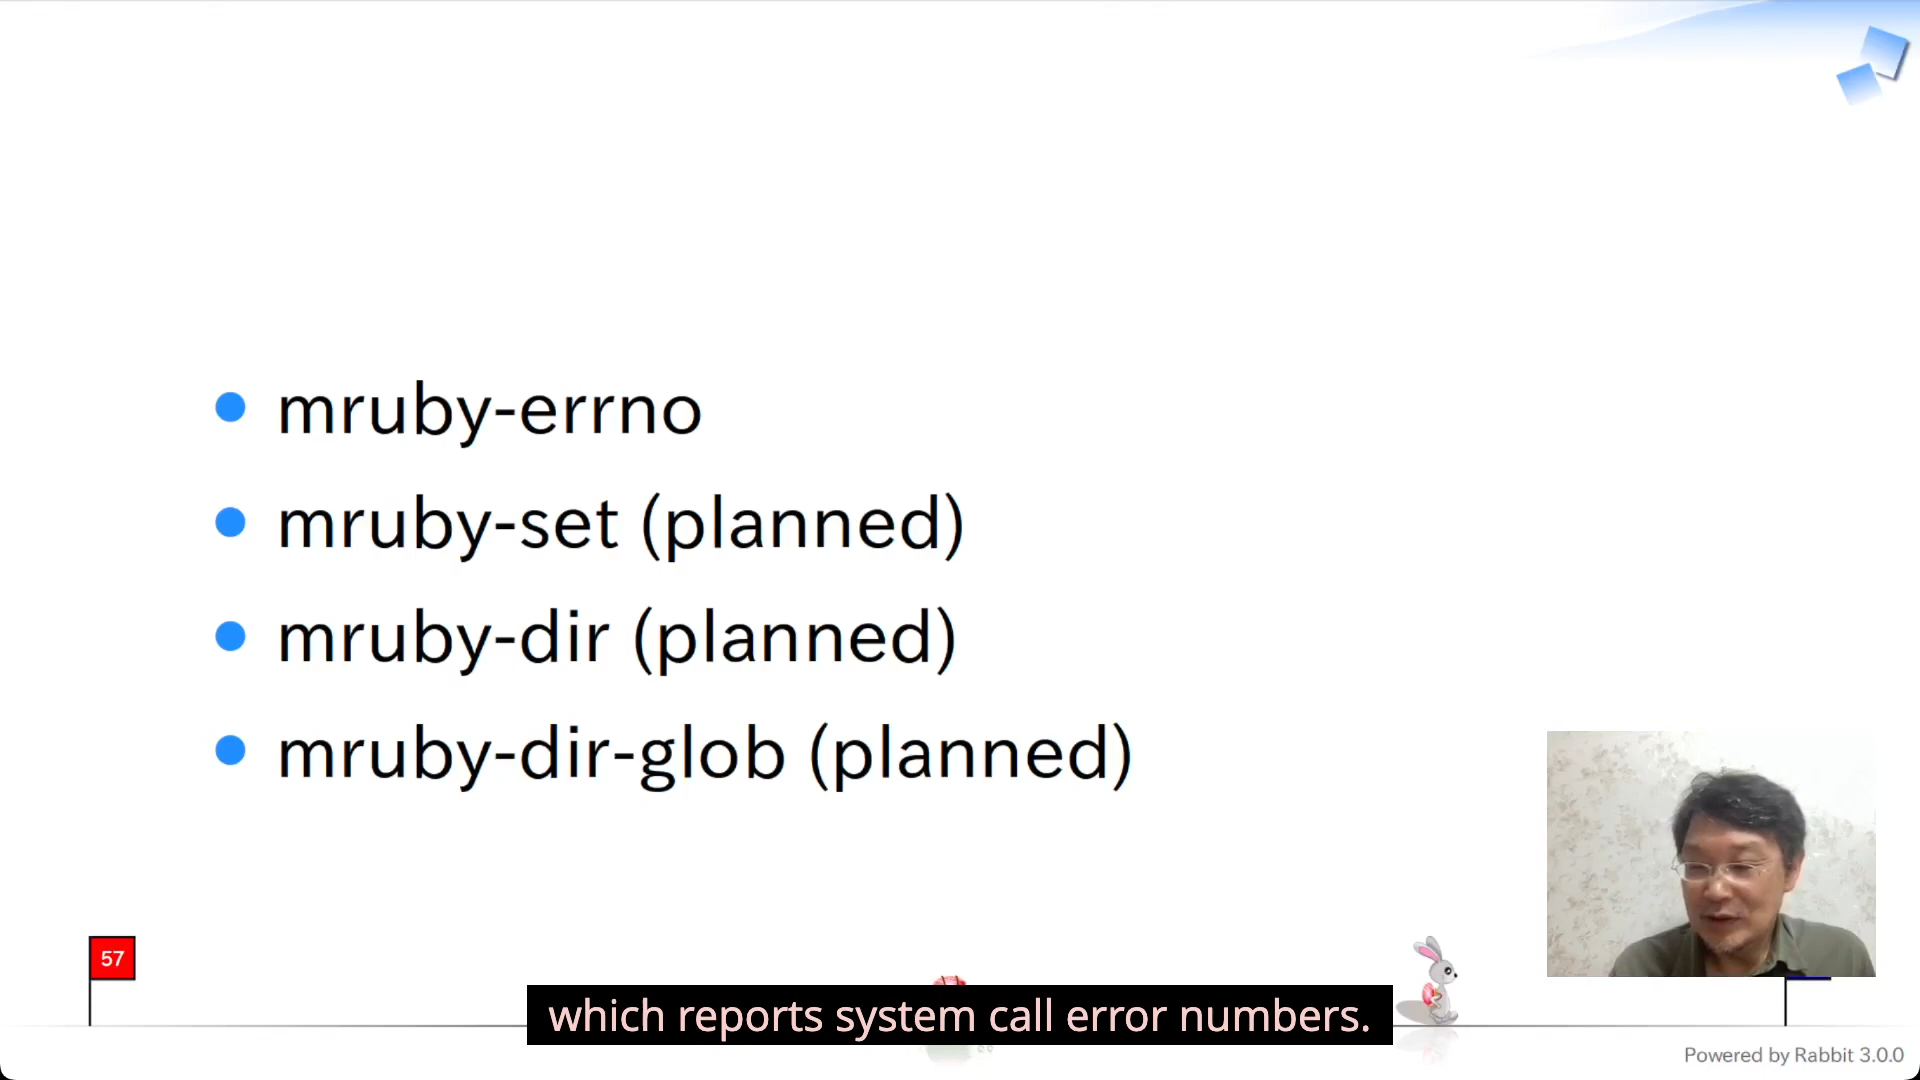 mruby-errno
mruby-set (planned)
mruby-dir (planned)
mruby-dir-glob (planned)
57
which reports system call error numbers.
Powered by Rabbit 3.0.0